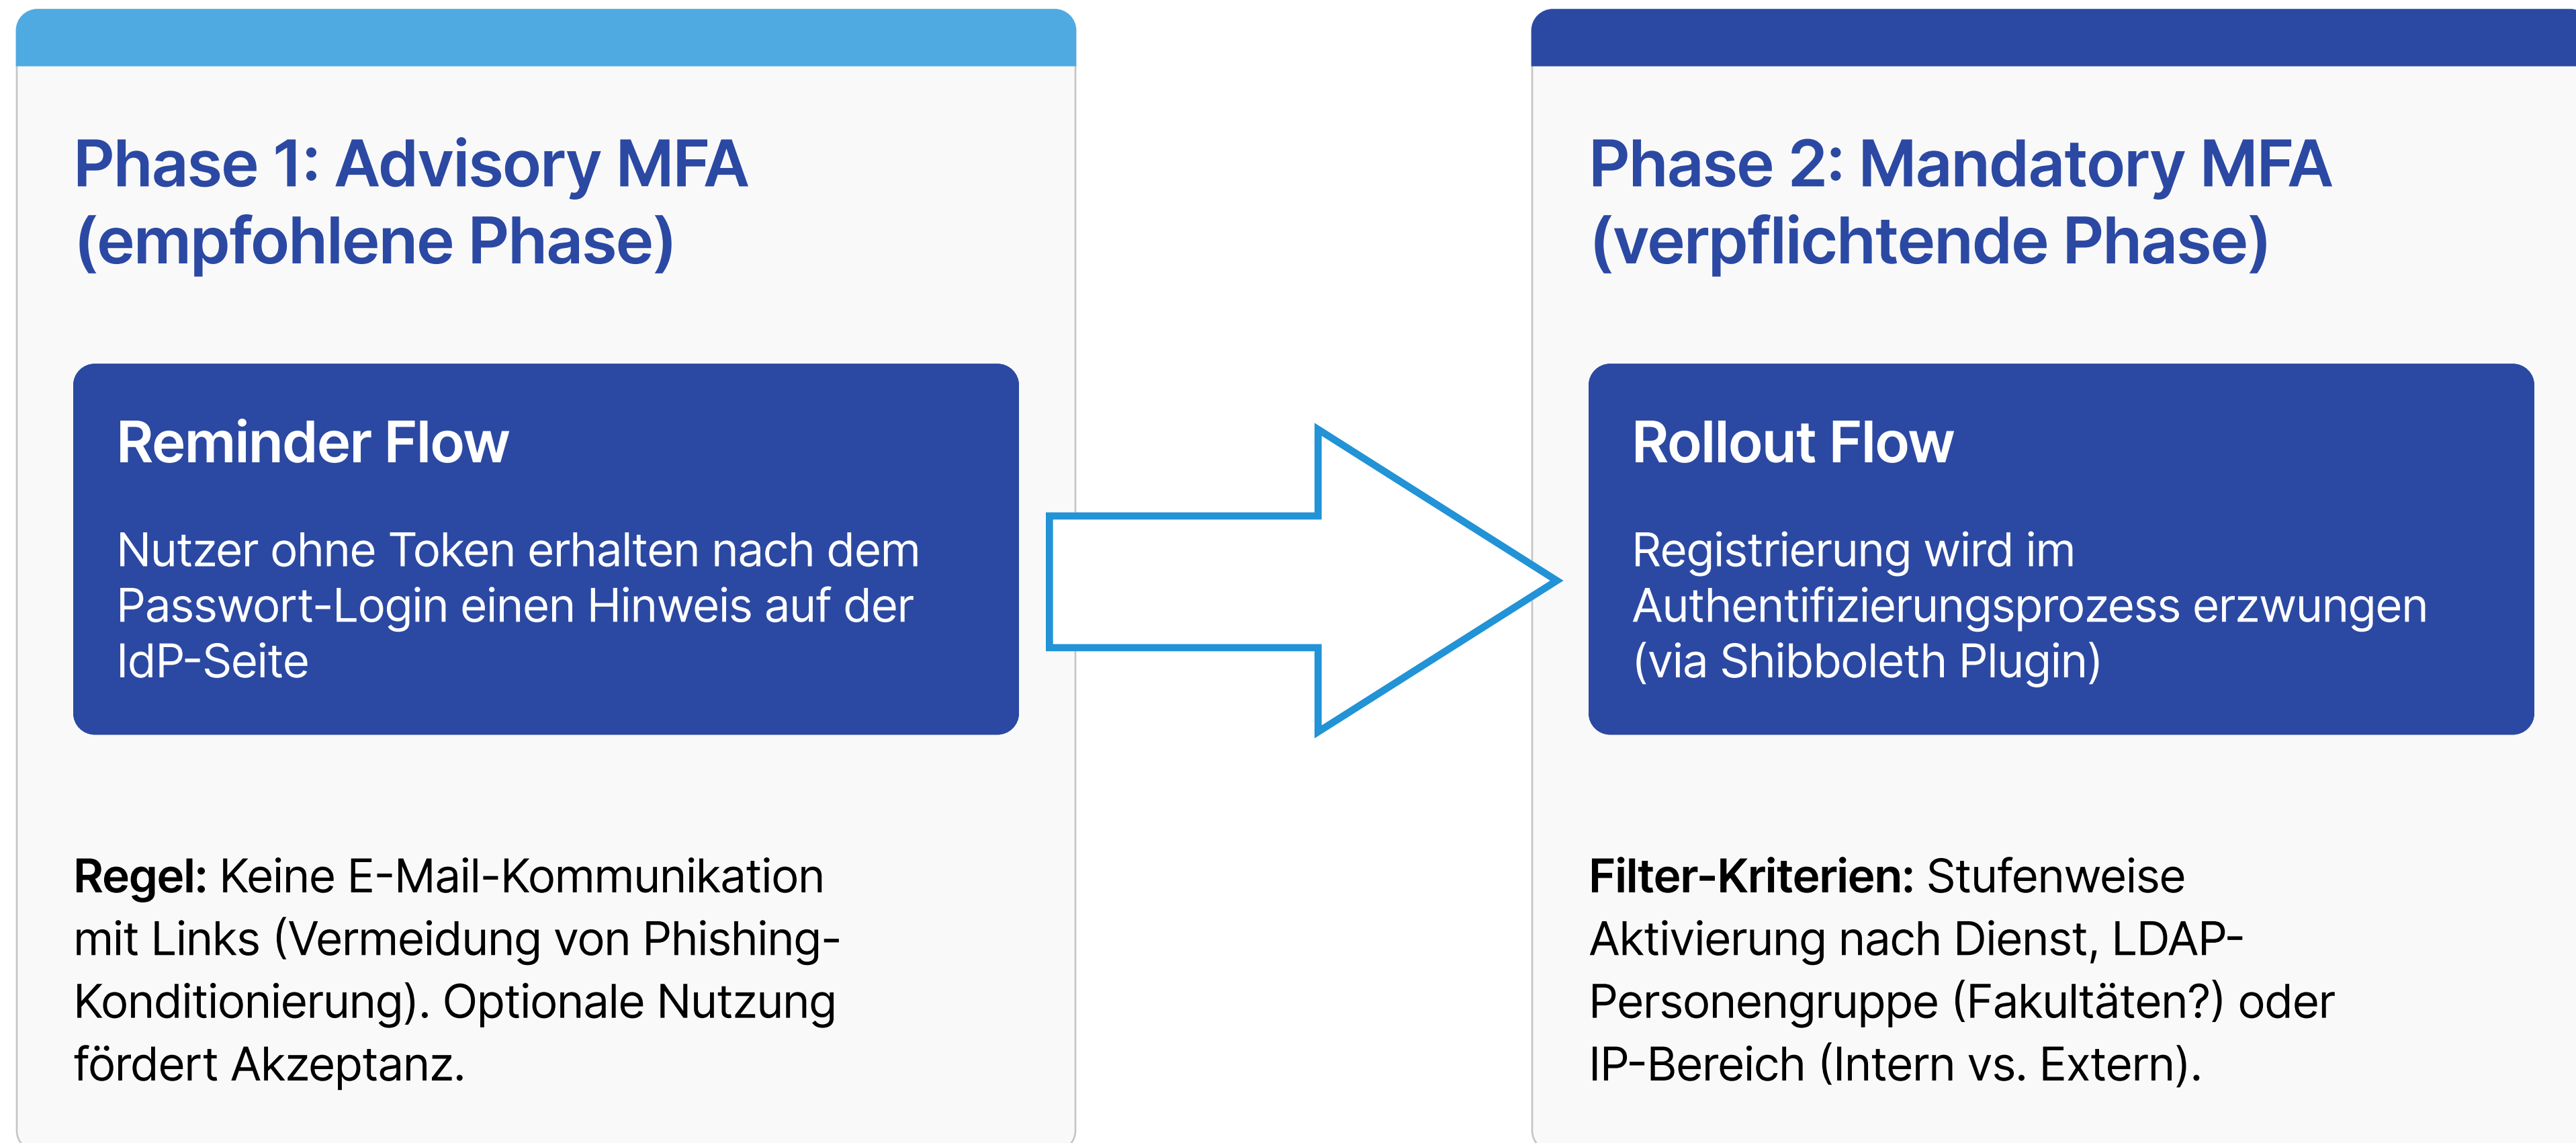 Phase 1: Advisory MFA
(empfohlene Phase)
Reminder Flow
Nutzer ohne Token erhalten nach dem
Passwort-Login einen Hinweis auf der
IdP-Seite
Regel: Keine E-Mail-Kommunikation
mit Links (Vermeidung von Phishing-
Konditionierung). Optionale Nutzung
fördert Akzeptanz.
Phase 2: Mandatory MFA
(verpflichtende Phase)
Rollout Flow
Registrierung wird im
Authentifizierungsprozess erzwungen
(via Shibboleth Plugin)
Filter-Kriterien: Stufenweise
Aktivierung nach Dienst, LDAP-
Personengruppe (Fakultäten?) oder
IP-Bereich (Intern vs. Extern).